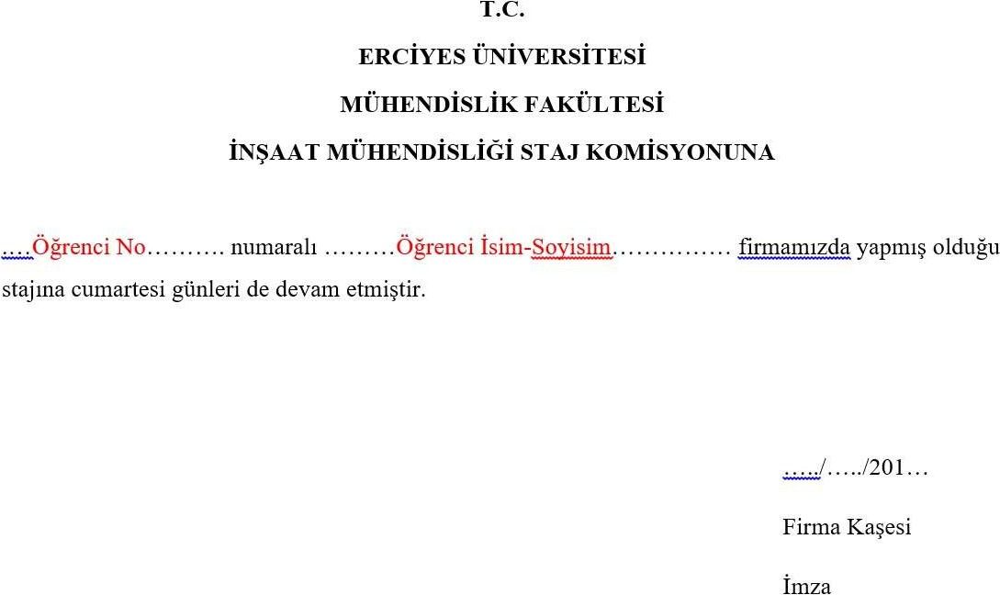 T.C.
ERCİYES ÜNİVERSİTESİ
MÜHENDİSLİK FAKÜLTESİ
İNŞAAT MÜHENDİSLİĞİ STAJ KOMİSYONUNA
….Öğrenci No………. numaralı ………Öğrenci İsim-Soyisim…………… firmamızda yapmış olduğu
stajına cumartesi günleri de devam etmiştir.
…../…../201…
Firma Kaşesi
İmza